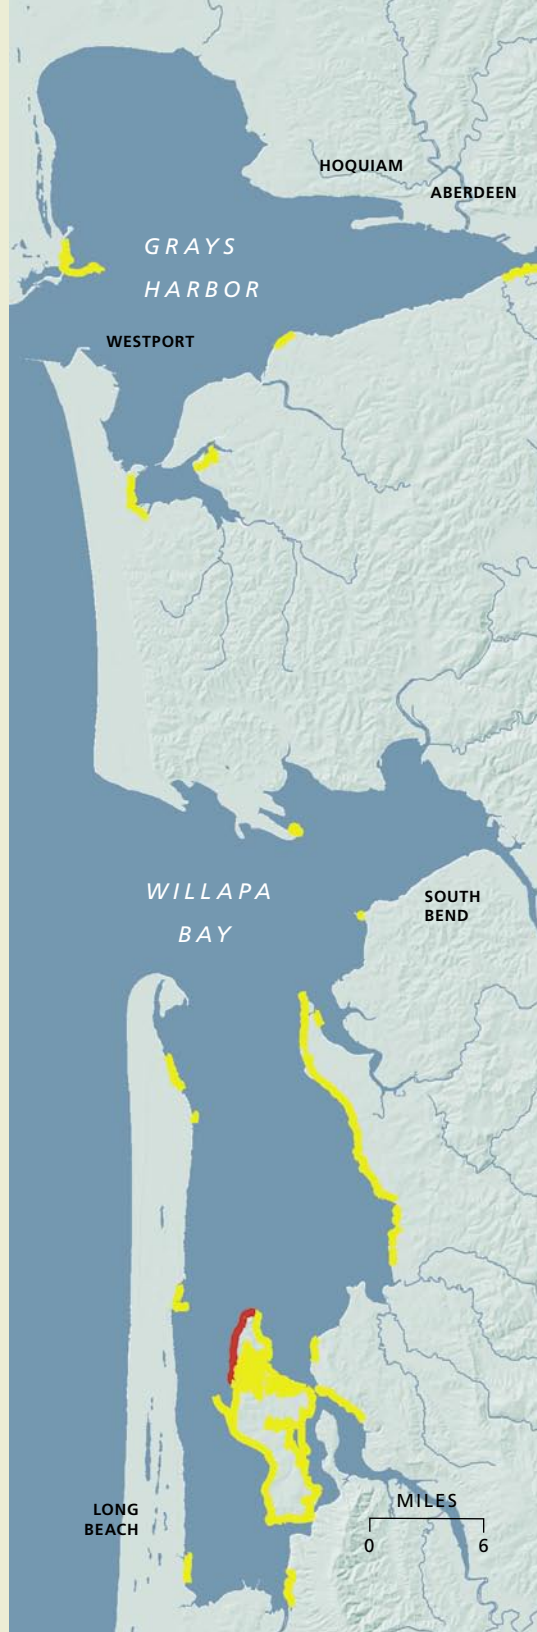 HOQUIAM
ABERDEEN
GRAYS
HARBOR
WESTPORT
WILLAPA
BAY
SOUTH
BEND
LONG
BEACH
MILES
0 6